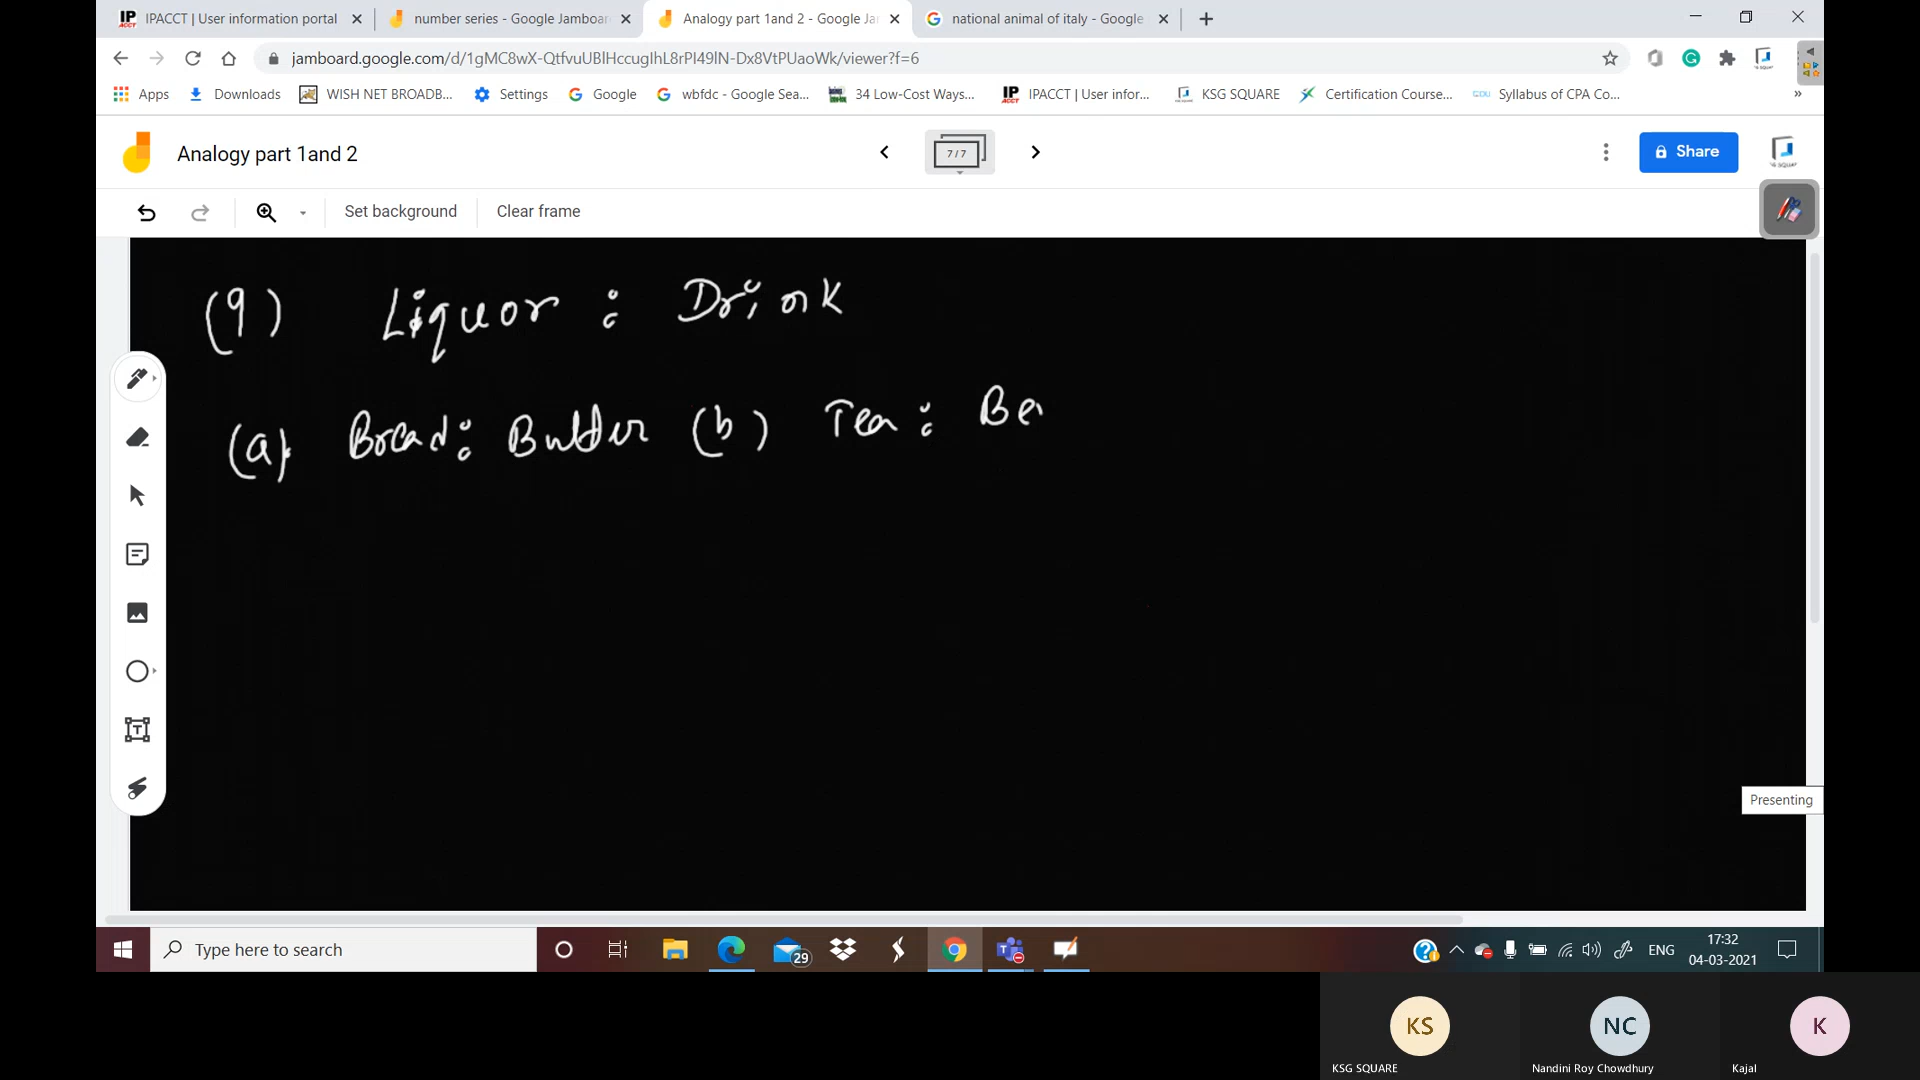 IPACCT | User information portal number series - Google Jamboar Analogy part 1and 2 - Google Ja national animal of italy - Google
jamboard.google.com/d/1gMC8wX-QtfvuUBlHccugIhL8rPI49lN-Dx8VtPUaoWk/viewer?f=6
Apps Downloads WISH NET BROADB... Settings Google wbfdc - Google Sea... 34 Low-Cost Ways... IPACCT | User infor... KSG SQUARE Certification Course... Syllabus of CPA Co... »
Analogy part 1and 2 7 / 7 Share
Set background Clear frame
(9) Liquor : Drink
(a) Bread : Butter (b) Tea : Be
Presenting
Type here to search 29 ENG 17:32
04-03-2021
KS NC K
KSG SQUARE Nandini Roy Chowdhury Kajal